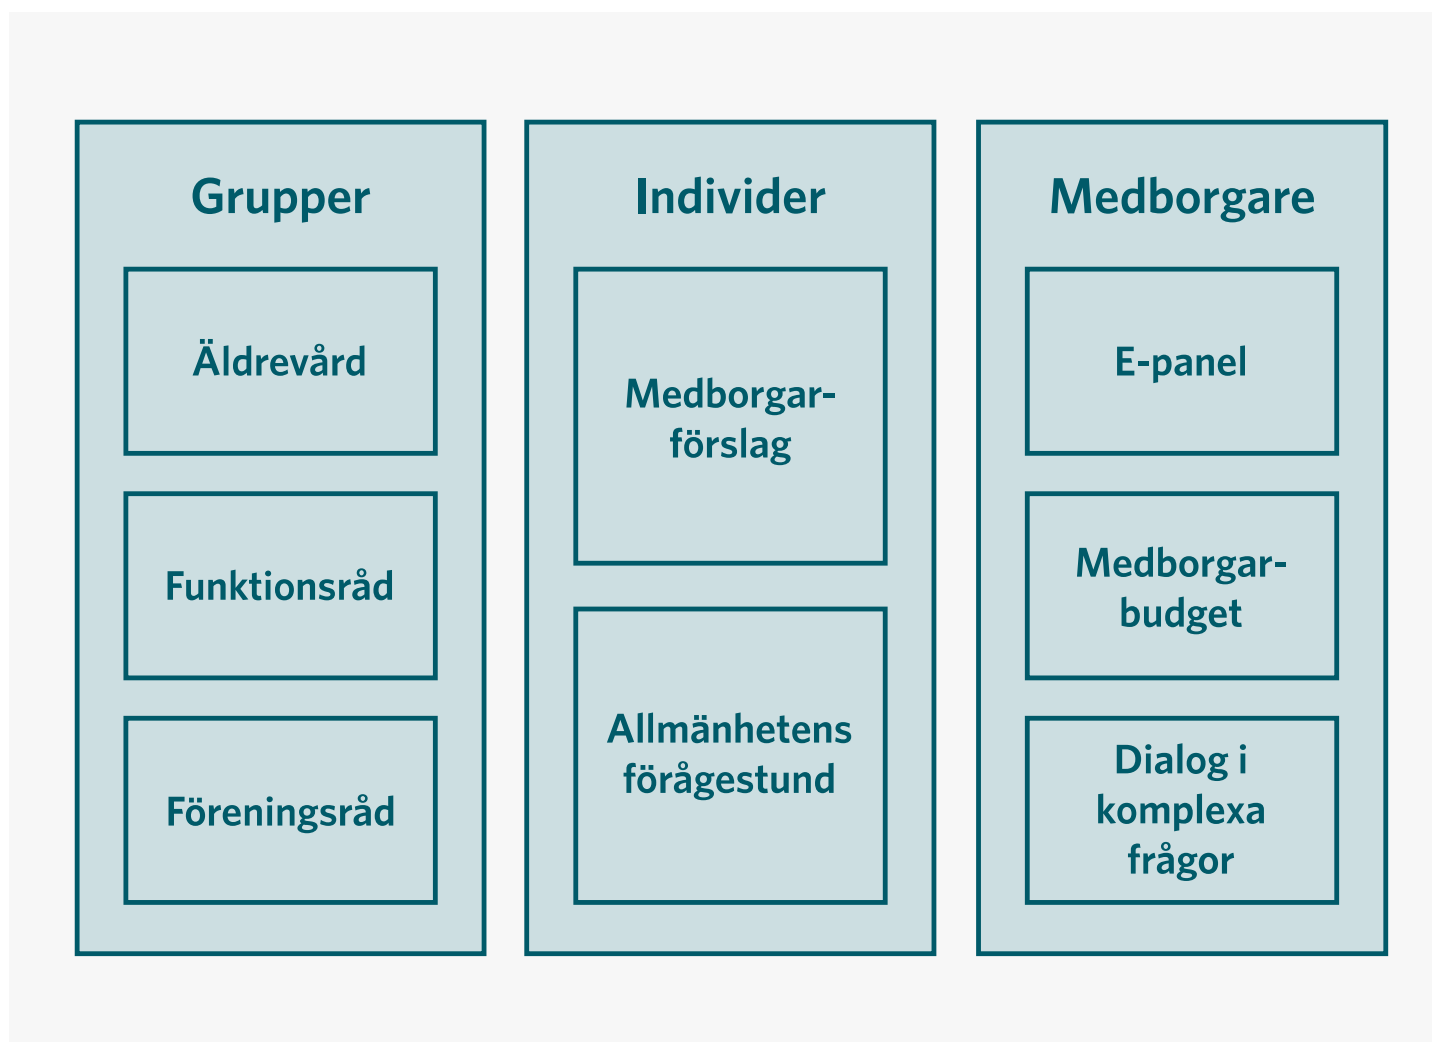 Grupper
Äldrevård
Funktionsråd
Föreningsråd
Individer
Medborgar-
förslag
Allmänhetens
förågestund
Medborgare
E-panel
Medborgar-
budget
Dialog i
komplexa
frågor